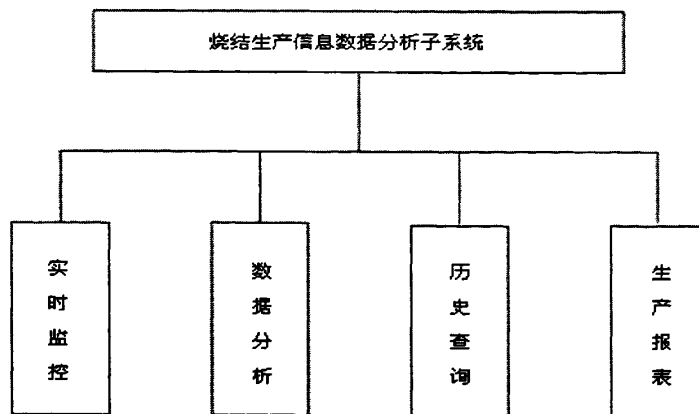 烧结生产信息数据分析子系统
实时监控
数据分析
历史查询
生产报表